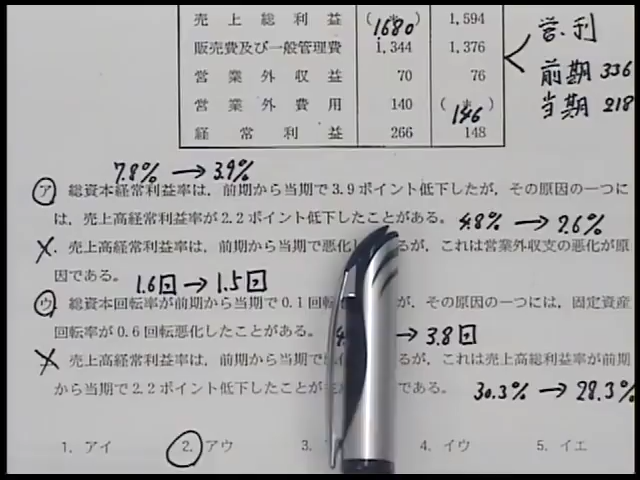 売上総利益 (1680) 1,594
販売費及び一般管理費 1,344 1,376
営業外収益 70 76
営業外費用 140 (146)
経常利益 266 148
営.利
前期 336
当期 218
7.8% → 3.9%
ア 総資本経常利益率は，前期から当期で3.9ポイント低下したが，その原因の一つに
は，売上高経常利益率が2.2ポイント低下したことがある。 4.8% → 2.6%
売上高経常利益率は，前期から当期で悪化 るが，これは営業外収支の悪化が原
因である。 1.6回 → 1.5回
ウ 総資本回転率が前期から当期で0.1回転 が，その原因の一つには，固定資産
回転率が0.6回転悪化したことがある。 → 3.8回
売上高経常利益率は，前期から当期で るが，これは売上高総利益率が前期
から当期で2.2ポイント低下したことが である。 30.3% → 28.3%
1. アイ 2. アウ 3. 4. イウ 5. イエ